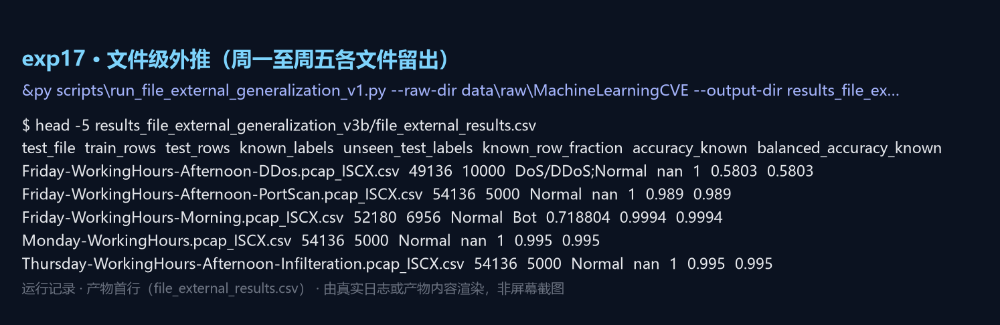 exp17 · 文件级外推（周一至周五各文件留出）
&py scripts\run_file_external_generalization_v1.py --raw-dir data\raw\MachineLearningCVE --output-dir results_file_ex...
$ head -5 results_file_external_generalization_v3b/file_external_results.csv
test_file train_rows test_rows known_labels unseen_test_labels known_row_fraction accuracy_known balanced_accuracy_known
Friday-WorkingHours-Afternoon-DDos.pcap_ISCX.csv 49136 10000 DoS/DDoS;Normal nan 1 0.5803 0.5803
Friday-WorkingHours-Afternoon-PortScan.pcap_ISCX.csv 54136 5000 Normal nan 1 0.989 0.989
Friday-WorkingHours-Morning.pcap_ISCX.csv 52180 6956 Normal Bot 0.718804 0.9994 0.9994
Monday-WorkingHours.pcap_ISCX.csv 54136 5000 Normal nan 1 0.995 0.995
Thursday-WorkingHours-Afternoon-Infilteration.pcap_ISCX.csv 54136 5000 Normal nan 1 0.995 0.995
运行记录 · 产物首行（file_external_results.csv） · 由真实日志或产物内容渲染，非屏幕截图